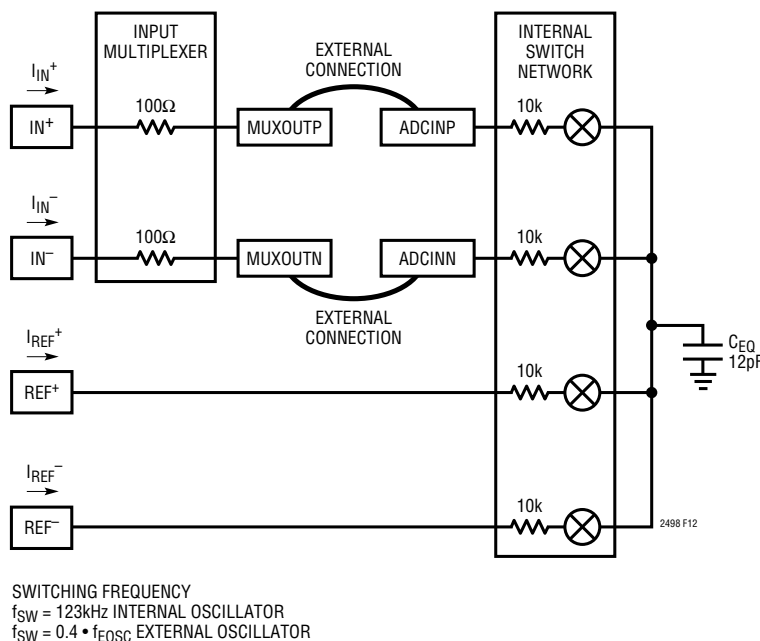 INPUT
MULTIPLEXER
INTERNAL
SWITCH
NETWORK
EXTERNAL
CONNECTION
IIN+
IN+
100Ω
MUXOUTP
ADCINP
10k
IIN–
IN–
100Ω
MUXOUTN
ADCINN
10k
EXTERNAL
CONNECTION
CEQ
12pF
IREF+
REF+
10k
IREF–
REF–
10k
2498 F12
SWITCHING FREQUENCY
fSW = 123kHz INTERNAL OSCILLATOR
fSW = 0.4 • fEOSC EXTERNAL OSCILLATOR